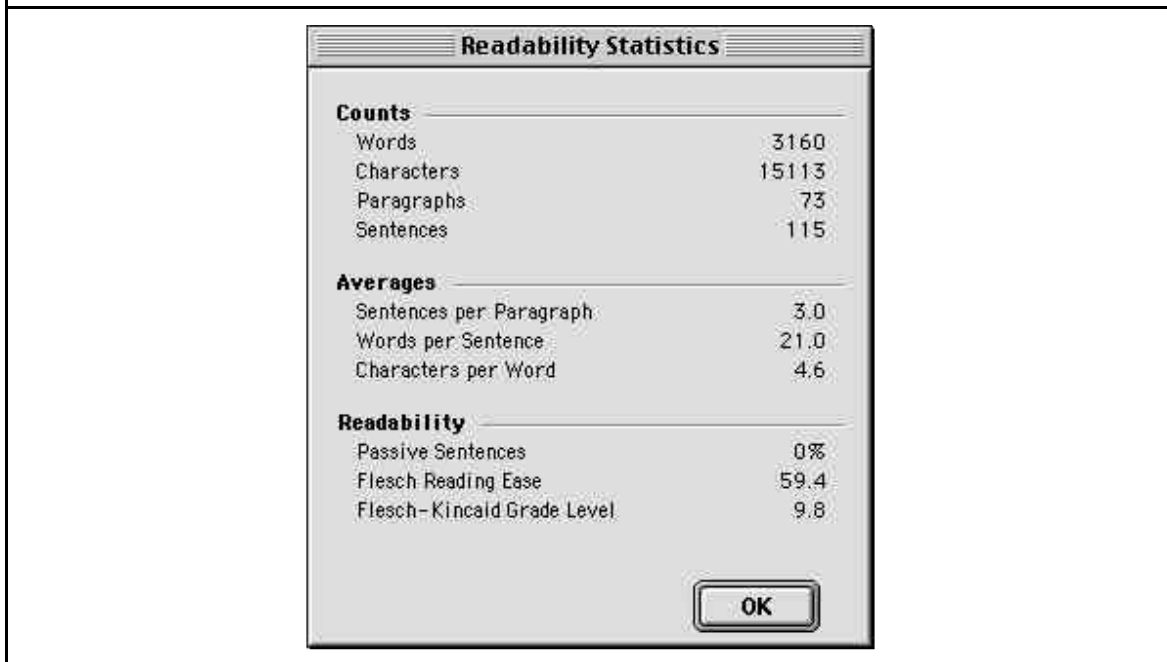 Readability Statistics
Counts
Words 3160
Characters 15113
Paragraphs 73
Sentences 115
Averages
Sentences per Paragraph 3.0
Words per Sentence 21.0
Characters per Word 4.6
Readability
Passive Sentences 0%
Flesch Reading Ease 59.4
Flesch-Kincaid Grade Level 9.8
OK